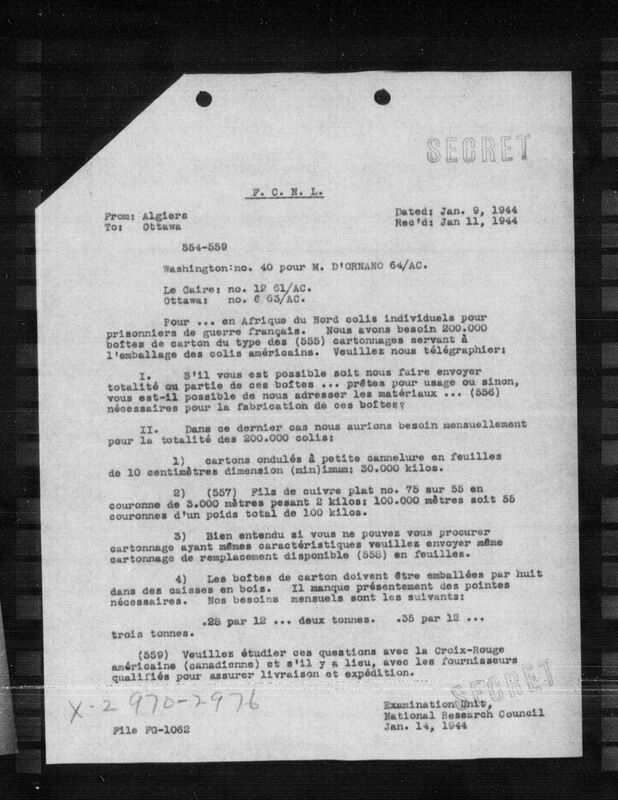 SECRET
F. C. N. L.
From: Algiers
Dated: Jan. 9, 1944
To: Ottawa
Rec'd: Jan 11, 1944
554-559
Washington:no. 40 pour M. D'ORNANO 64/AC.
Le Caire: no. 12 61/AC.
Ottawa: no. 6 63/AC.
Pour ... en Afrique du Nord colis individuels pour
prisonniers de guerre français. Nous avons besoin 200.000
boîtes de carton du type des (555) cartonnages servant à
l'emballage des colis américains. Veuillez nous télégraphier:
I. S'il vous est possible soit nous faire envoyer
totalité ou partie de ces boîtes ... prêtes pour usage ou sinon,
vous est-il possible de nous adresser les matériaux ... (556)
nécessaires pour la fabrication de ces boîtes?
II. Dans ce dernier cas nous aurions besoin mensuellement
pour la totalité des 200.000 colis:
1) cartons ondulés à petite cannelure en feuilles
de 10 centimètres dimension (min)imum: 30.000 kilos.
2) (557) Fils de cuivre plat no. 75 sur 55 en
couronne de 3.000 mètres pesant 2 kilos: 100.000 mètres soit 55
couronnes d'un poids total de 100 kilos.
3) Bien entendu si vous ne pouvez vous procurer
cartonnage ayant mêmes caractéristiques veuillez envoyer même
cartonnage de remplacement disponible (558) en feuilles.
4) Les boîtes de carton doivent être emballées par huit
dans des caisses en bois. Il manque présentement des pointes
nécessaires. Nos besoins mensuels sont les suivants:
.28 par 12 ... deux tonnes. .35 par 12 ...
trois tonnes.
(559) Veuillez étudier ces questions avec la Croix-Rouge
américaine (canadienne) et s'il y a lieu, avec les fournisseurs
qualifiés pour assurer livraison et expédition.
SECRET
X-2 970-2976
Examination Unit,
National Research Council
File FG-1062
Jan. 14, 1944